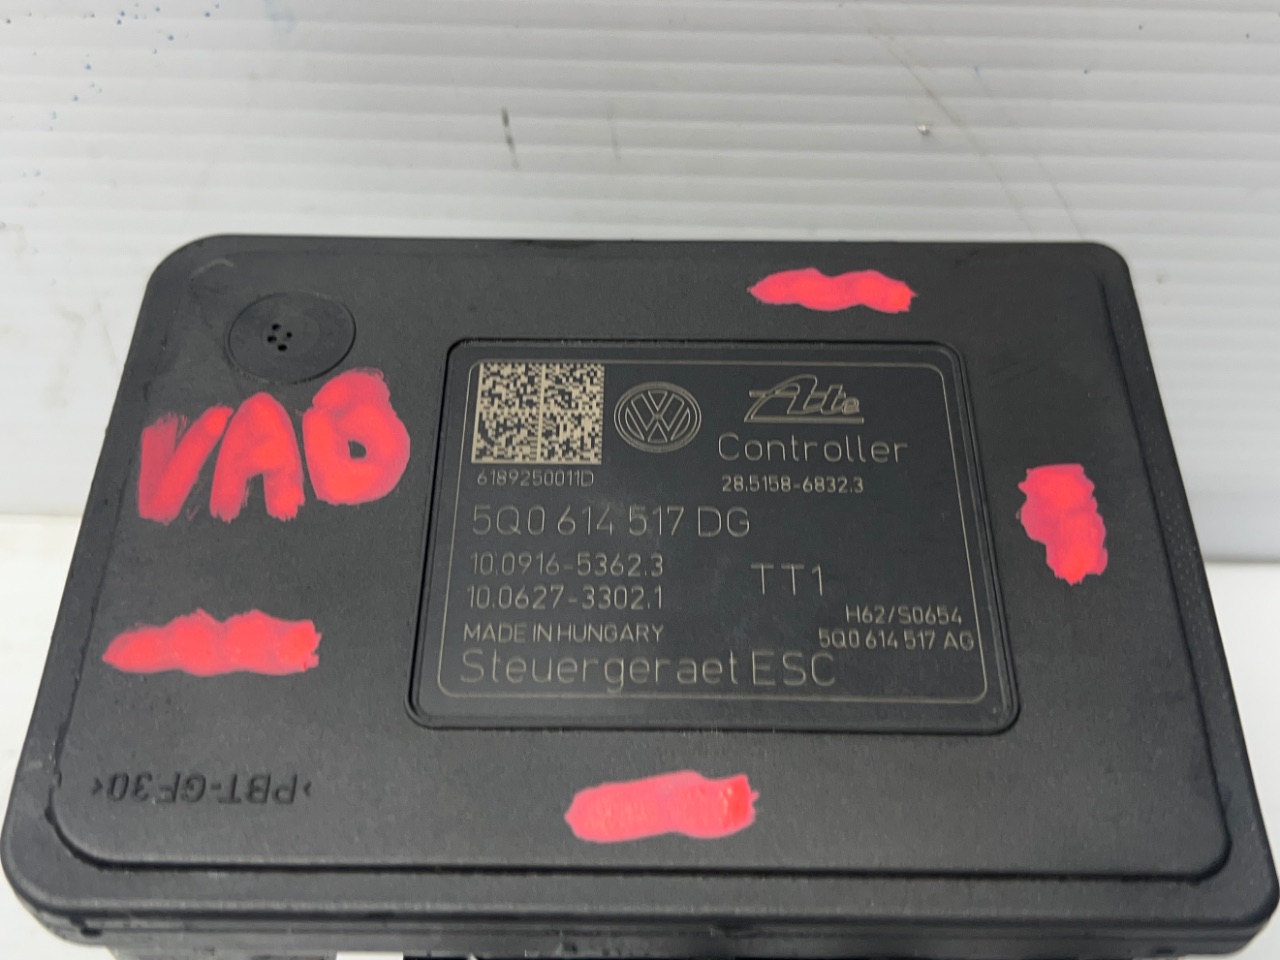 VAD
Ate
Controller
6189250011D
28.5158-6832.3
5Q0 614 517 DG
10.0916-5362.3
TT1
10.0627-3302.1
H62/S0654
MADE IN HUNGARY
5Q0 614 517 AG
Steuergeraet ESC
>PBT-GF30<